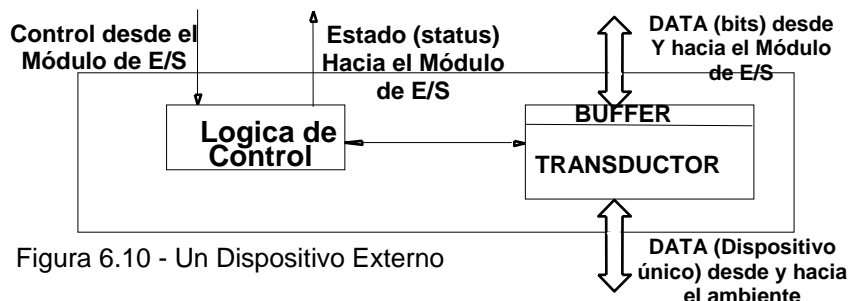 Control desde el
Módulo de E/S
Estado (status)
Hacia el Módulo
de E/S
DATA (bits) desde
Y hacia el Módulo
de E/S
Logica de
Control
BUFFER
TRANSDUCTOR
Figura 6.10 - Un Dispositivo Externo
DATA (Dispositivo
único) desde y hacia
el ambiente